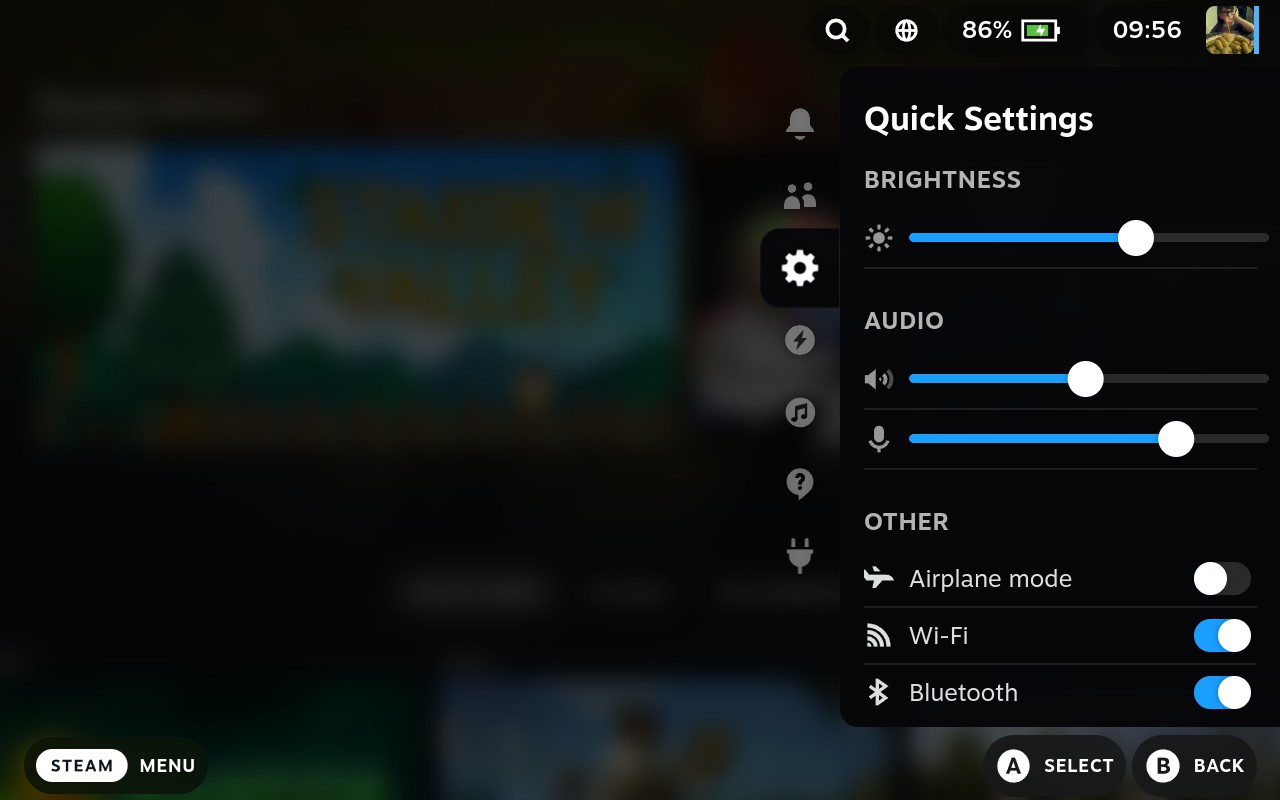 86%
09:56
Quick Settings
BRIGHTNESS
AUDIO
OTHER
Airplane mode
Wi-Fi
Bluetooth
STEAM MENU
A SELECT B BACK